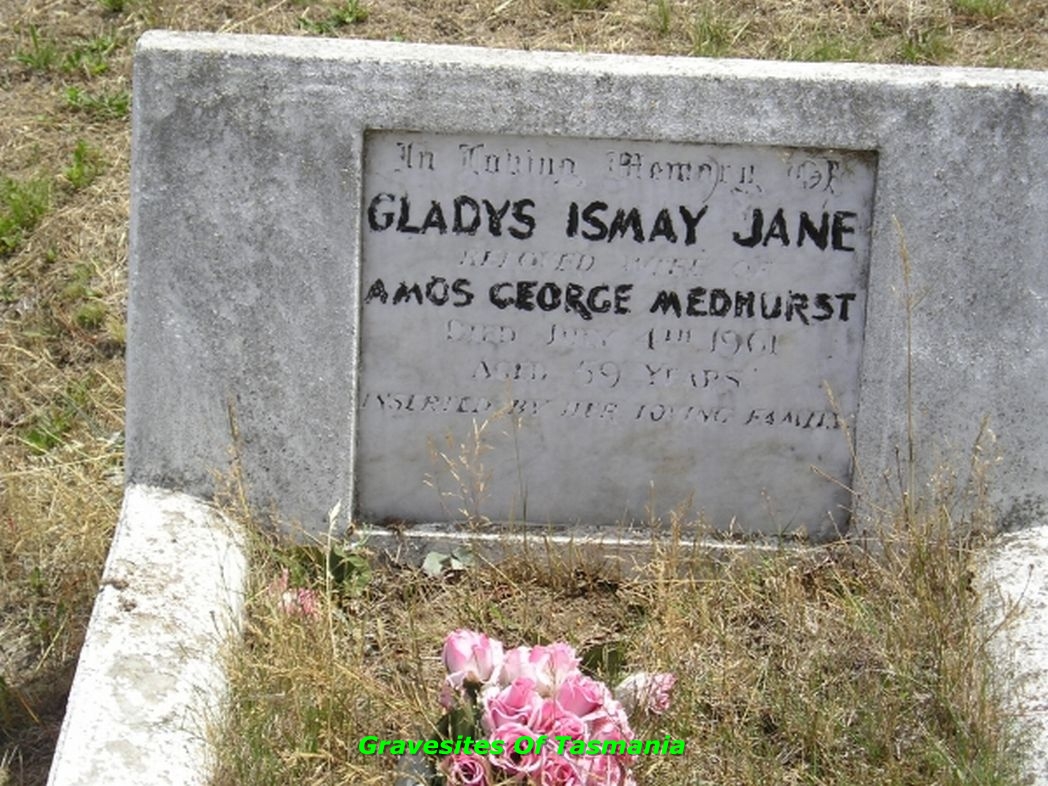 In Loving Memory Of
GLADYS ISMAY JANE
BELOVED WIFE OF
AMOS GEORGE MEDHURST
DIED JULY 4TH 1961
AGED 59 YEARS
INSERTED BY HER LOVING FAMILY
Gravesites Of Tasmania